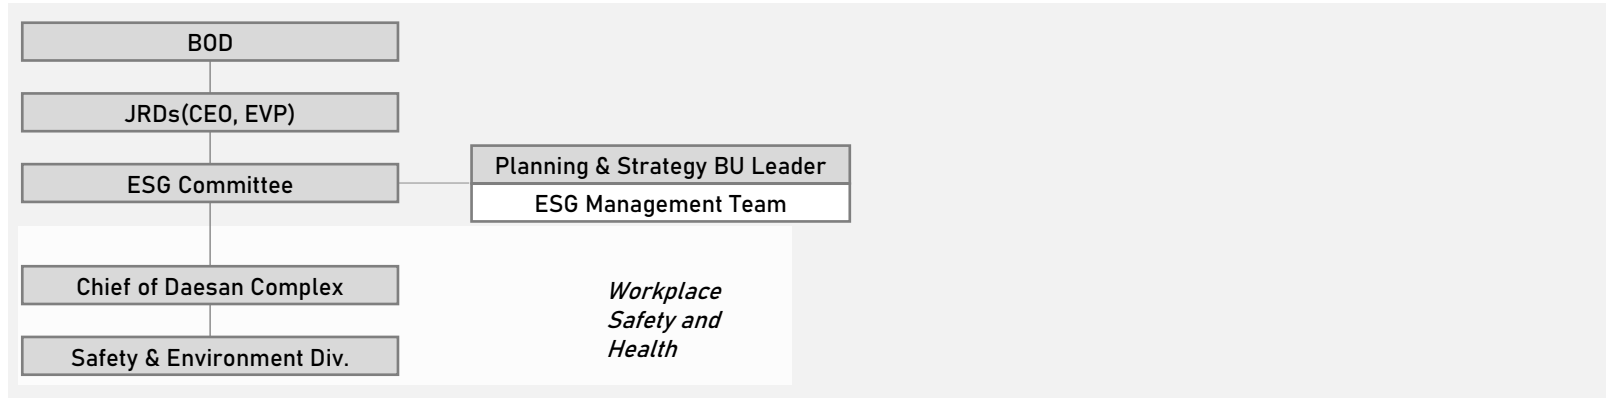 BOD
JRDs(CEO, EVP)
ESG Committee
Planning & Strategy BU Leader
ESG Management Team
Chief of Daesan Complex
Safety & Environment Div.
Workplace
Safety and
Health